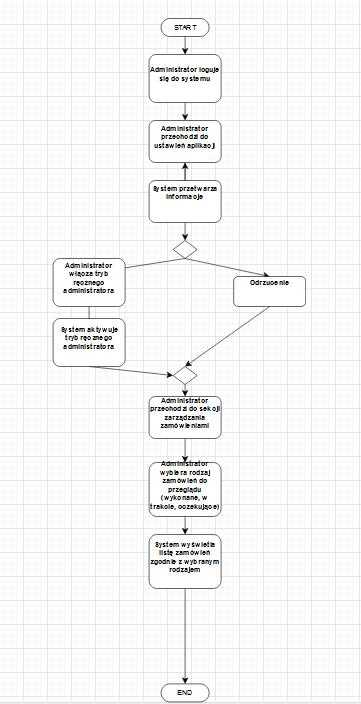 START
Administrator loguje
się do systemu
Administrator
przechodzi do
ustawień aplikacji
System przetwarza
informacje
Administrator
włącza tryb
ręcznego
administratora
Odrzucenie
System aktywuje
tryb ręcznego
administratora
Administrator
przechodzi do sekcji
zarządzania
zamówieniami
Administrator
wybiera rodzaj
zamówień do
przeglądu
(wykonane, w
trakcie, oczekujące)
System wyświetla
listę zamówień
zgodnie z wybranym
rodzajem
END